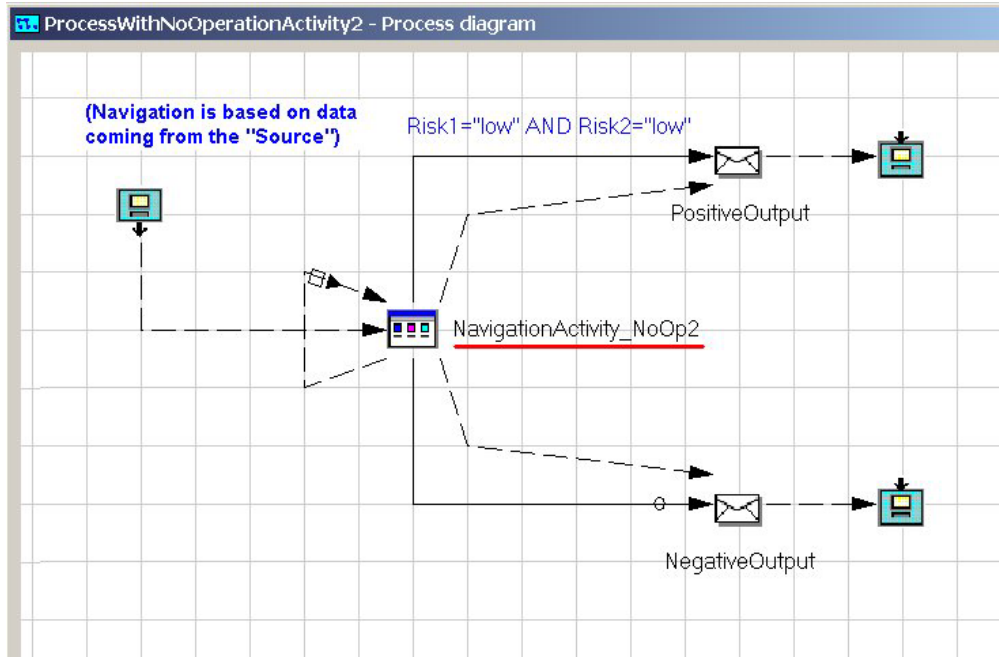 ProcessWithNoOperationActivity2 - Process diagram
(Navigation is based on data
coming from the "Source")
Risk1="low" AND Risk2="low"
PositiveOutput
NavigationActivity_NoOp2
NegativeOutput